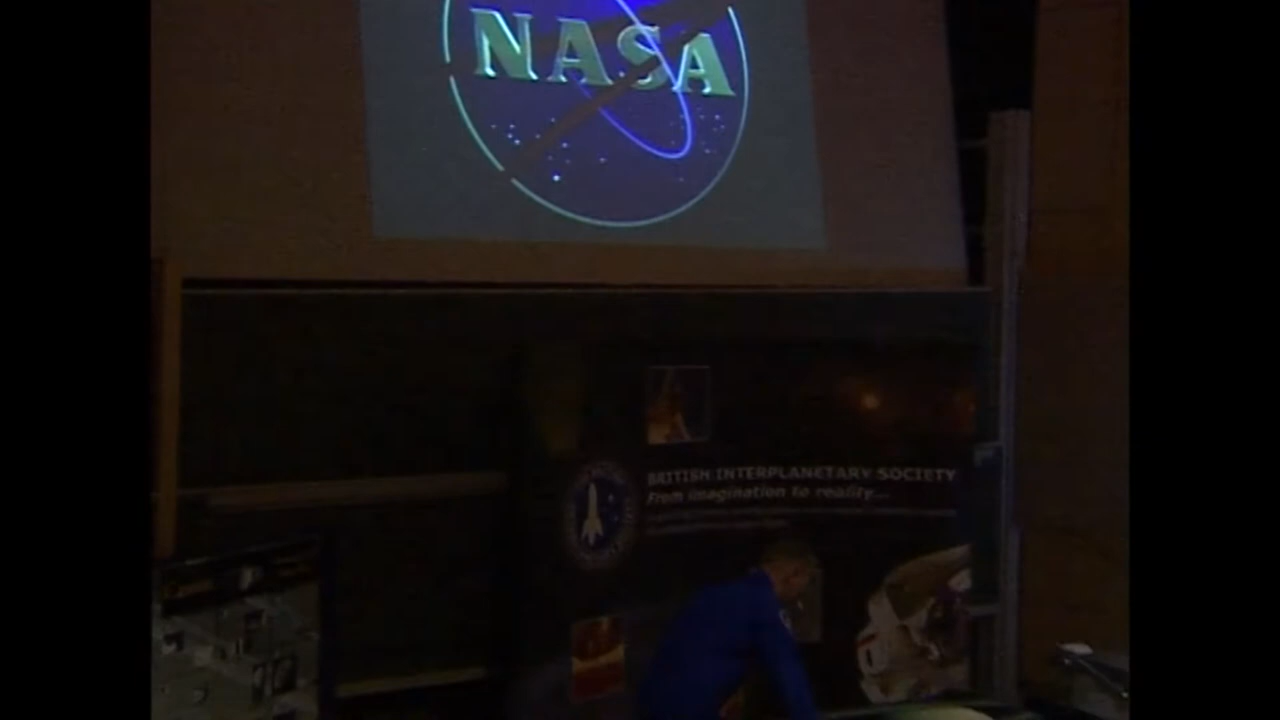 NASA
BRITISH INTERPLANETARY SOCIETY
From imagination to reality...